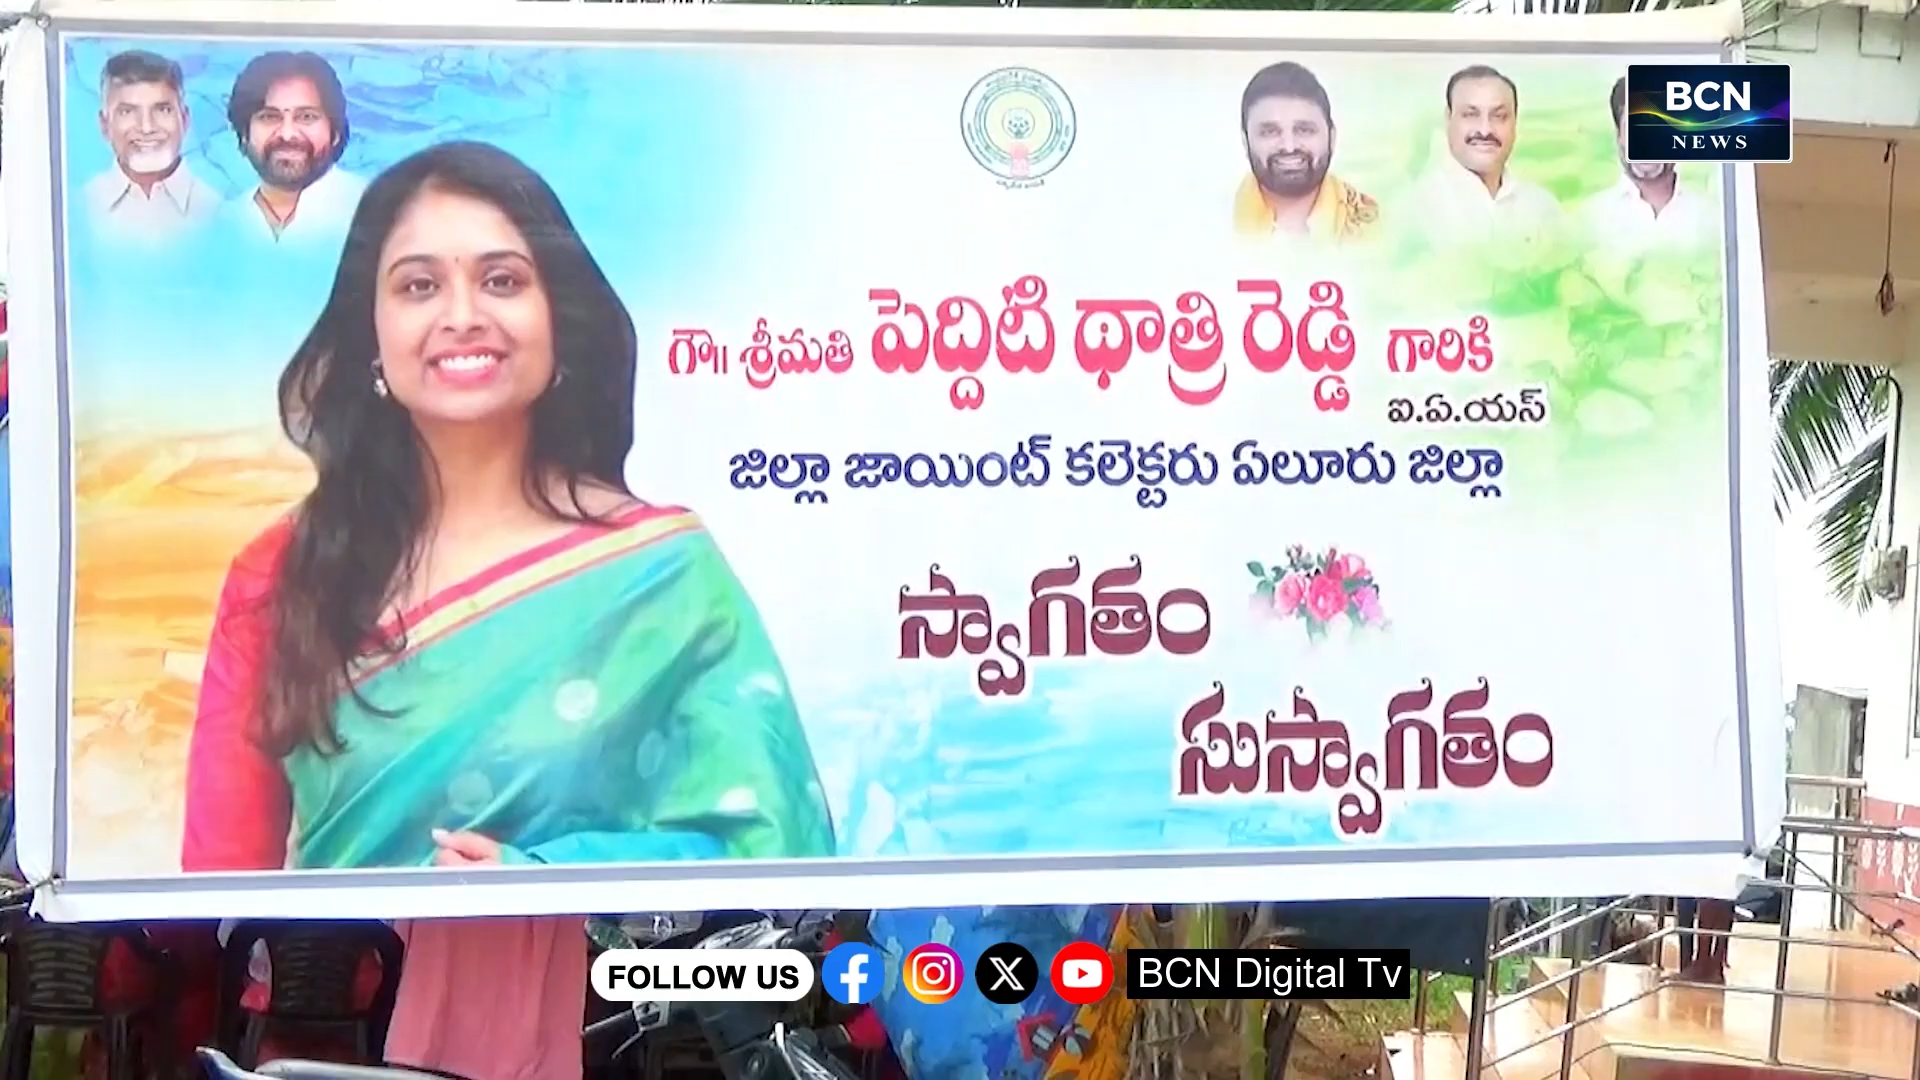 BCN
NEWS
గౌ॥ శ్రీమతి పెద్దిటి ధాత్రి రెడ్డి గారికి
ఐ.ఏ.యస్
జిల్లా జాయింట్ కలెక్టరు ఏలూరు జిల్లా
స్వాగతం
సుస్వాగతం
FOLLOW US BCN Digital Tv